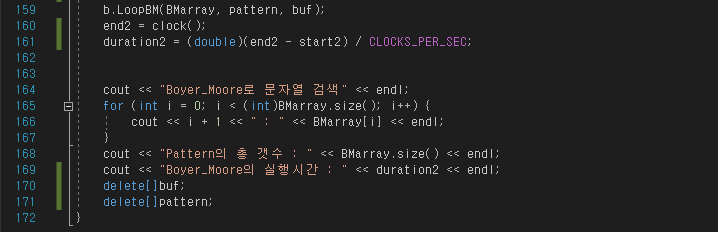 159 b.LoopBM(BMarray, pattern, buf);
160 end2 = clock();
161 duration2 = (double)(end2 - start2) / CLOCKS_PER_SEC;
162
163
164 cout << "Boyer_Moore로 문자열 검색" << endl;
165 for (int i = 0; i < (int)BMarray.size(); i++) {
166 cout << i + 1 << " : " << BMarray[i] << endl;
167 }
168 cout << "Pattern의 총 갯수 : " << BMarray.size() << endl;
169 cout << "Boyer_Moore의 실행시간 : " << duration2 << endl;
170 delete[]buf;
171 delete[]pattern;
172 }